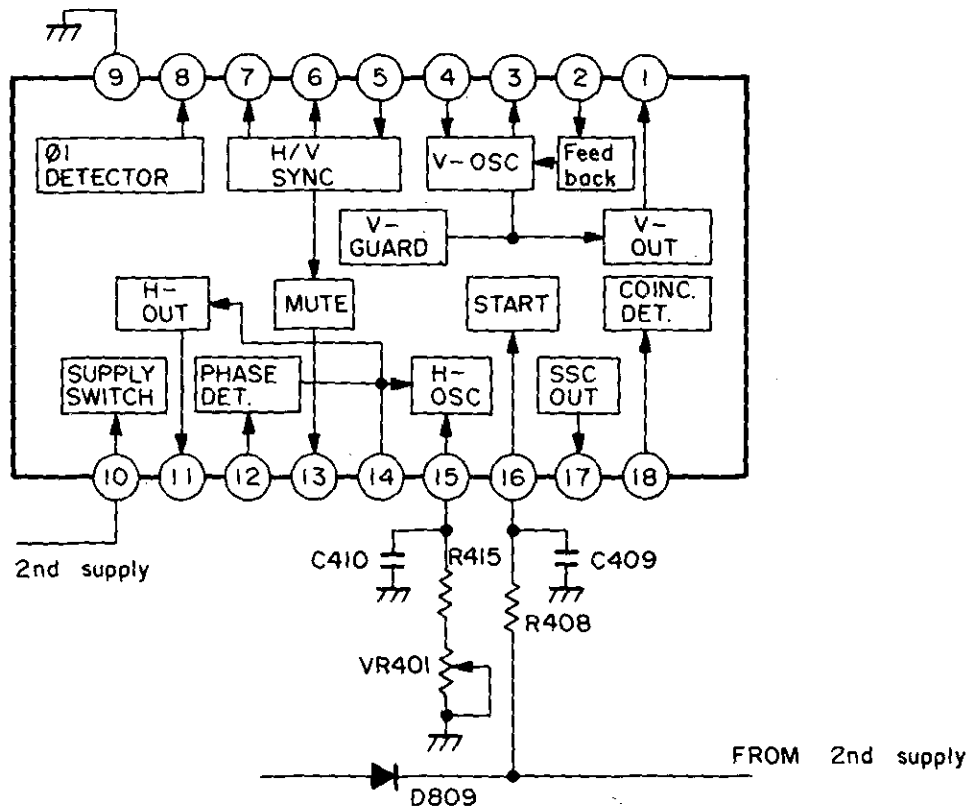 9 8 7 6 5 4 3 2 1
Ø1
DETECTOR
H/V
SYNC
V-OSC
Feed
back
V-
GUARD
V-
OUT
H-
OUT
MUTE
START
COINC.
DET.
SUPPLY
SWITCH
PHASE
DET.
H-
OSC
SSC
OUT
10 11 12 13 14 15 16 17 18
2nd supply
C410
R415
C409
R408
VR401
FROM 2nd supply
D809